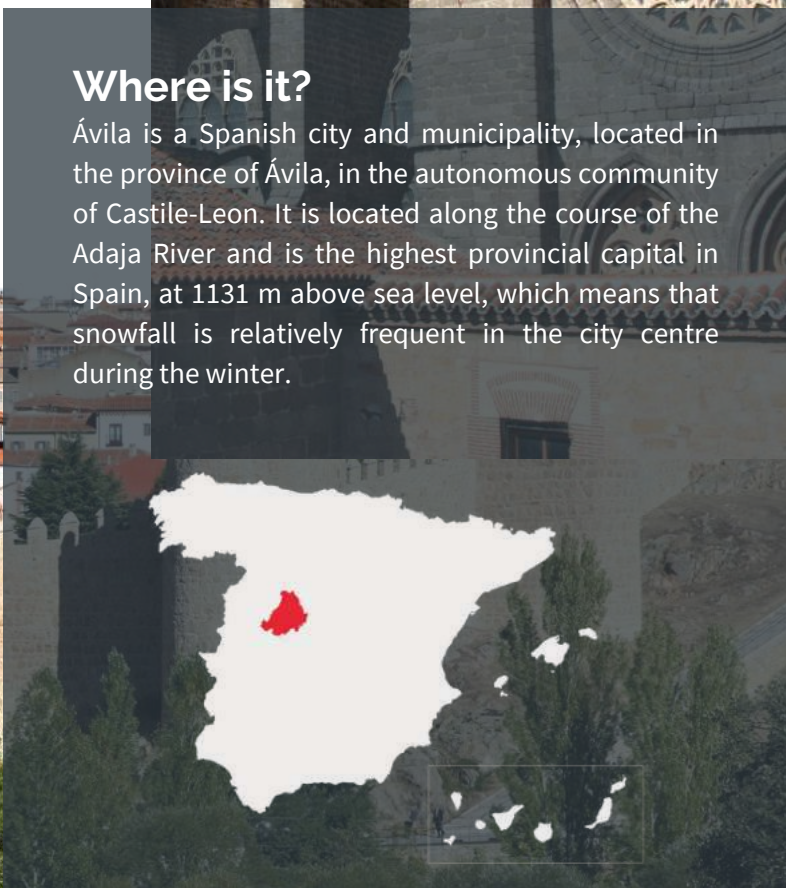 Where is it?
Ávila is a Spanish city and municipality, located in
the province of Ávila, in the autonomous community
of Castile-Leon. It is located along the course of the
Adaja River and is the highest provincial capital in
Spain, at 1131 m above sea level, which means that
snowfall is relatively frequent in the city centre
during the winter.